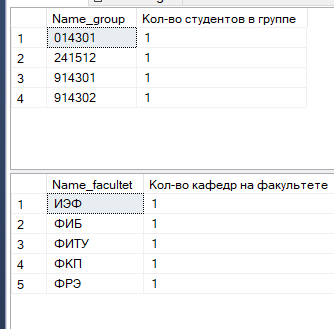 Name_group Кол-во студентов в группе
1 014301 1
2 241512 1
3 914301 1
4 914302 1
Name_facultet Кол-во кафедр на факультете
1 ИЭФ 1
2 ФИБ 1
3 ФИТУ 1
4 ФКП 1
5 ФРЭ 1